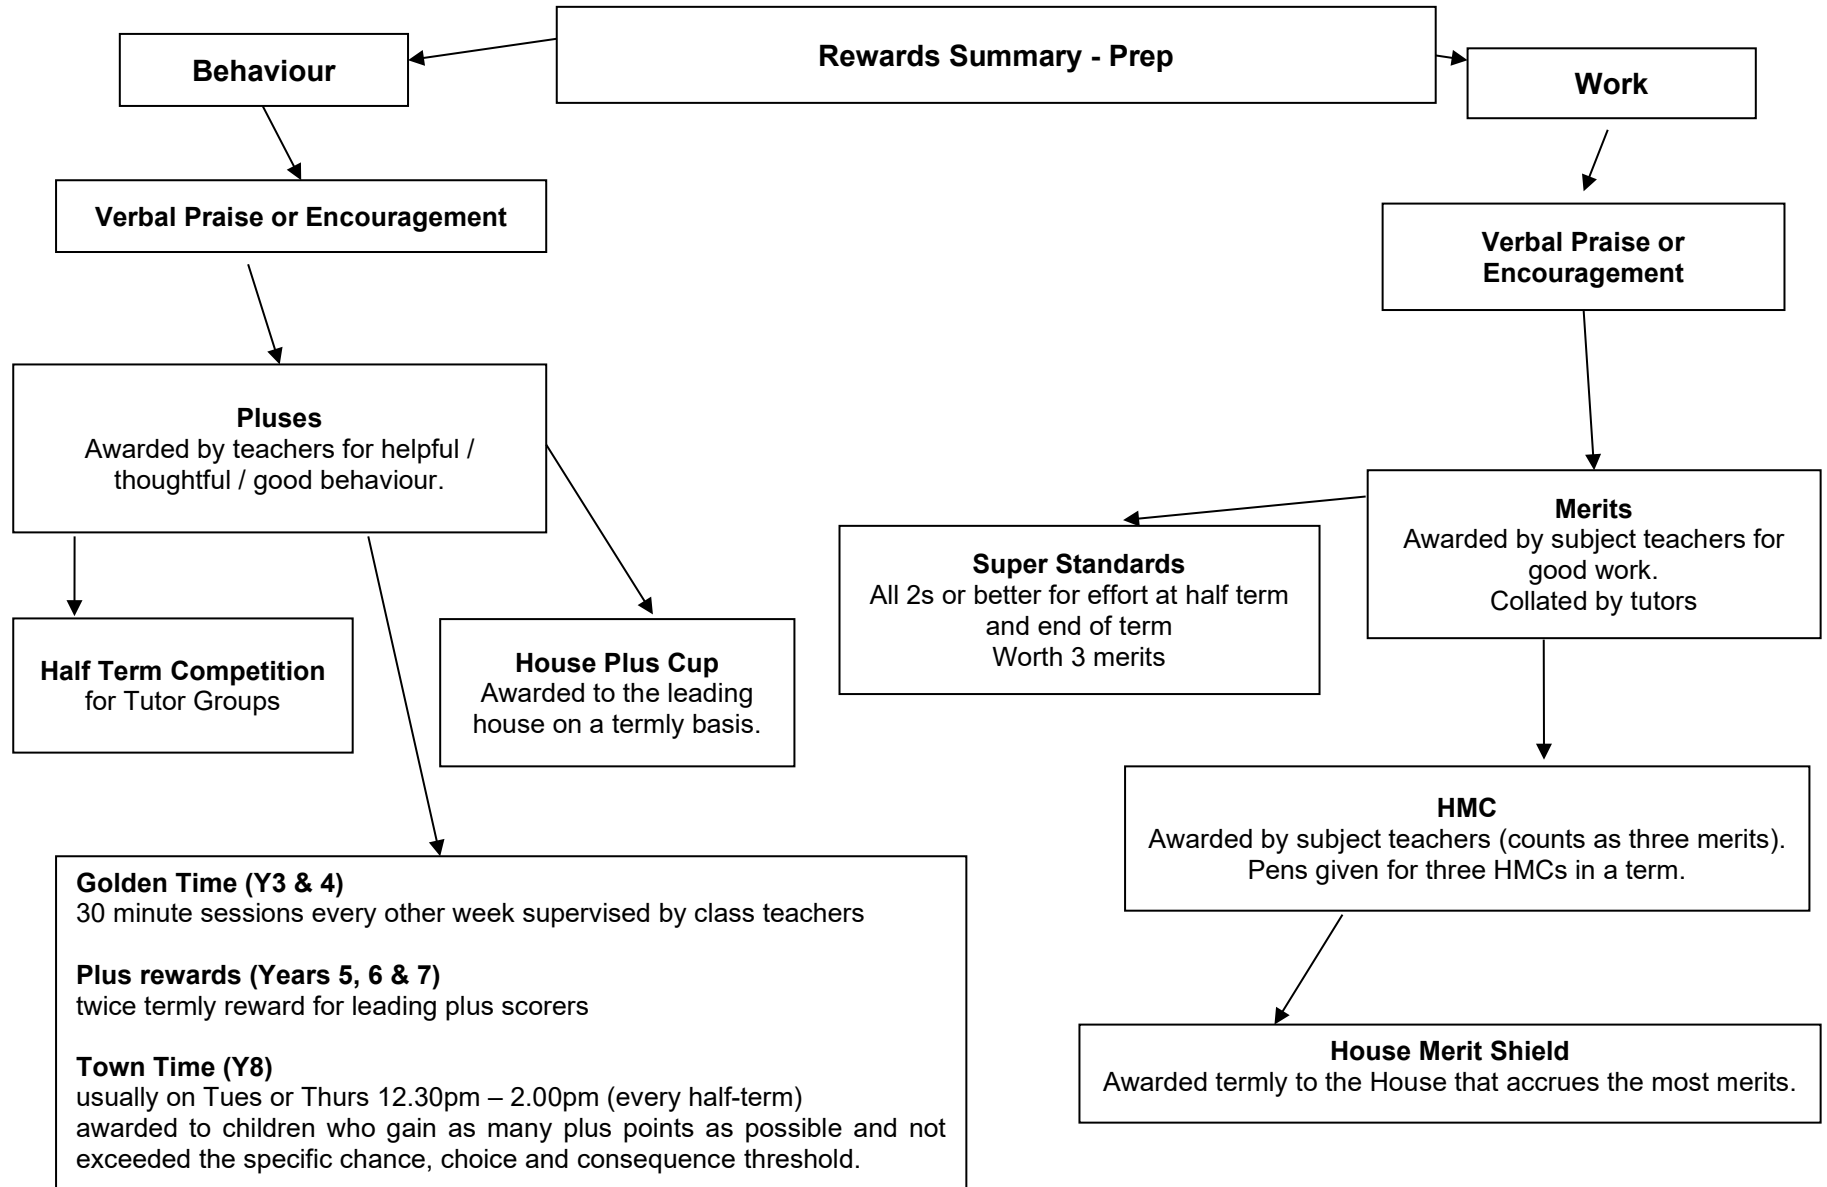 Rewards Summary - Prep
Behaviour
Work
Verbal Praise or Encouragement
Verbal Praise or
Encouragement
Pluses
Awarded by teachers for helpful /
thoughtful / good behaviour.
Merits
Awarded by subject teachers for
good work.
Collated by tutors
Super Standards
All 2s or better for effort at half term
and end of term
Worth 3 merits
Half Term Competition
for Tutor Groups
House Plus Cup
Awarded to the leading
house on a termly basis.
HMC
Awarded by subject teachers (counts as three merits).
Pens given for three HMCs in a term.
Golden Time (Y3 & 4)
30 minute sessions every other week supervised by class teachers
Plus rewards (Years 5, 6 & 7)
twice termly reward for leading plus scorers
Town Time (Y8)
usually on Tues or Thurs 12.30pm – 2.00pm (every half-term)
awarded to children who gain as many plus points as possible and not
exceeded the specific chance, choice and consequence threshold.
House Merit Shield
Awarded termly to the House that accrues the most merits.